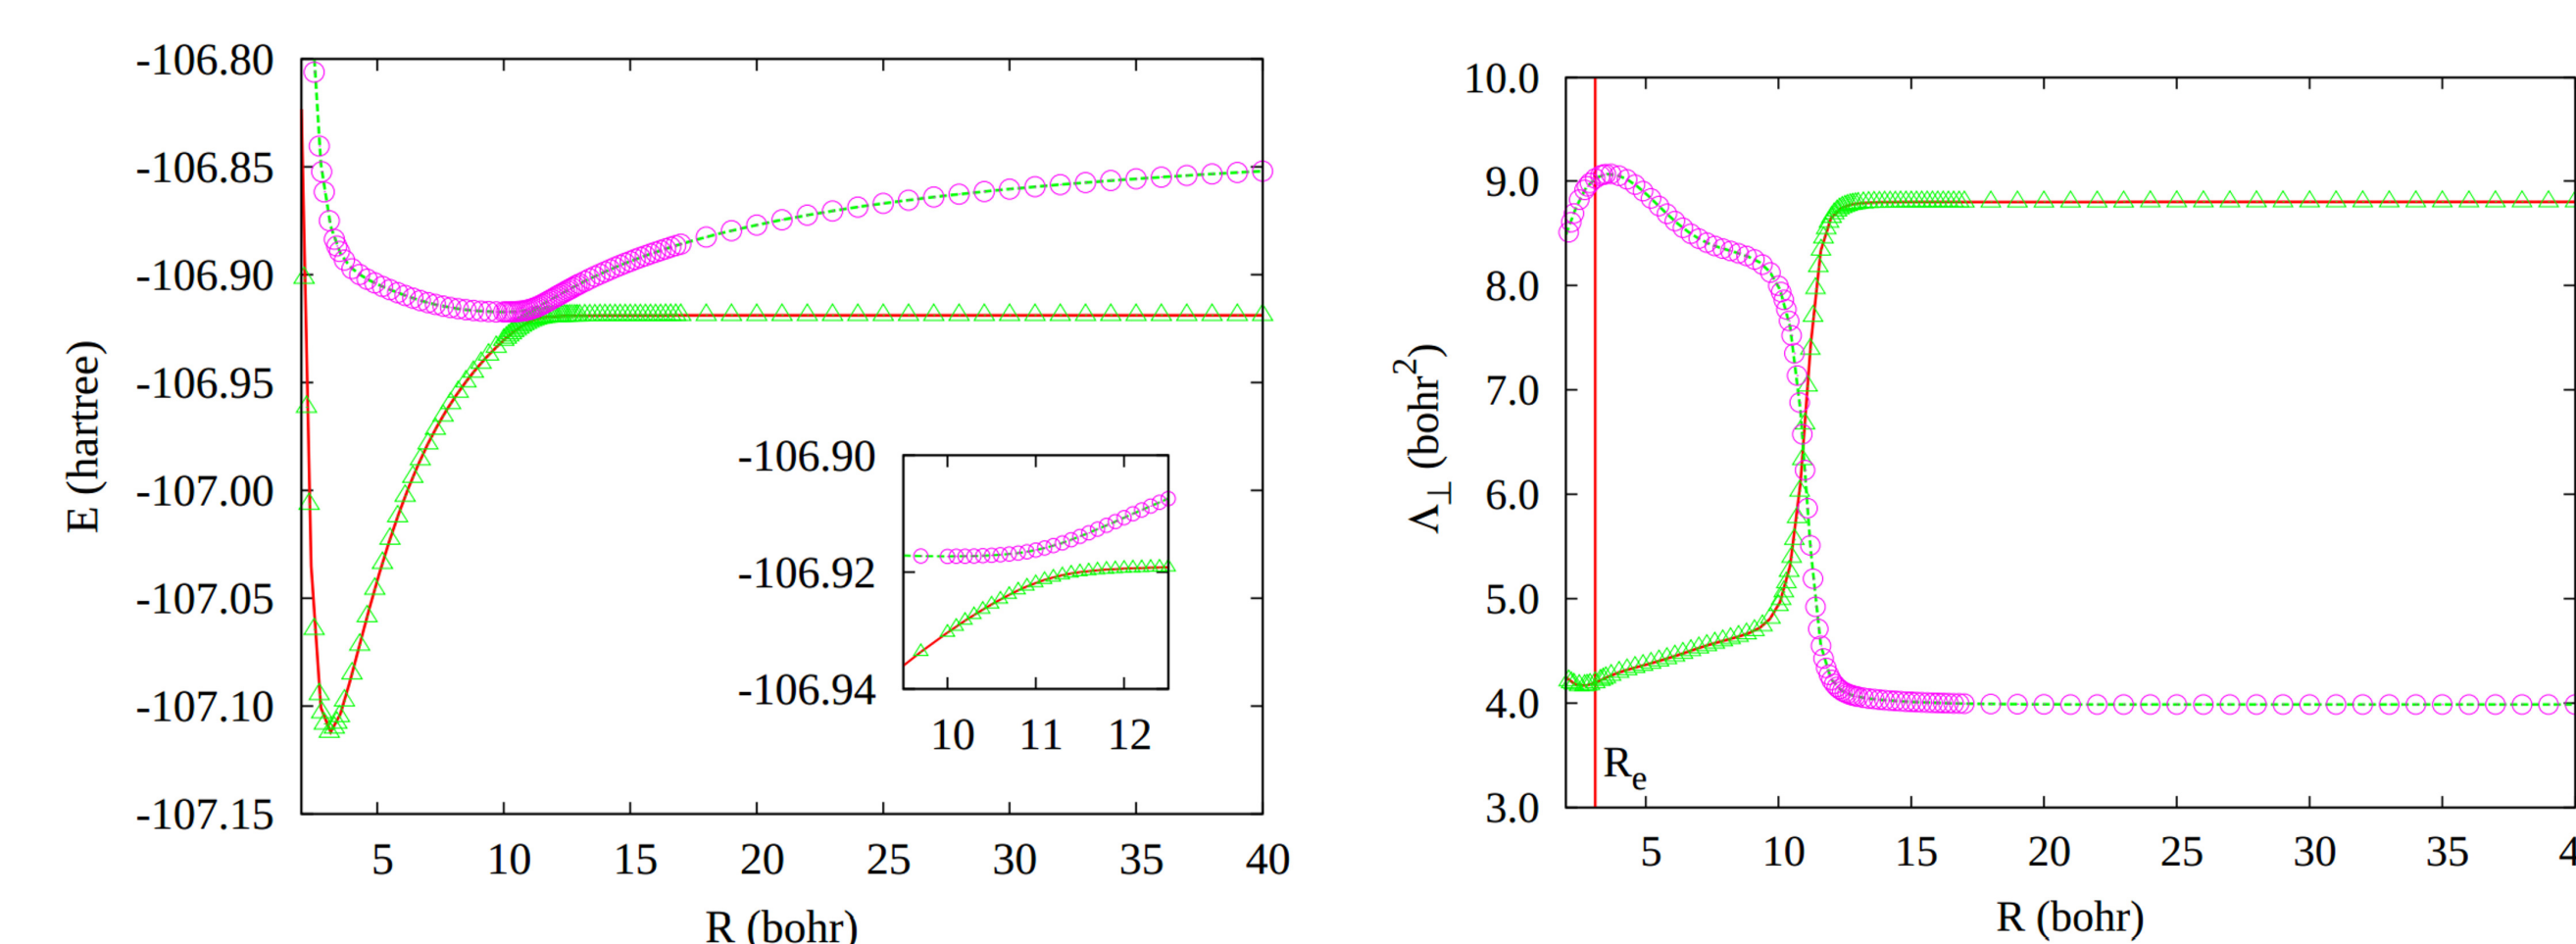 -106.80
-106.85
-106.90
-106.95
-107.00
-107.05
-107.10
-107.15
E (hartree)
5 10 15 20 25 30 35 40
R (bohr)
-106.90
-106.92
-106.94
10 11 12
10.0
9.0
8.0
7.0
6.0
5.0
4.0
3.0
Λ⊥ (bohr²)
Re
5 10 15 20 25 30 35 4
R (bohr)